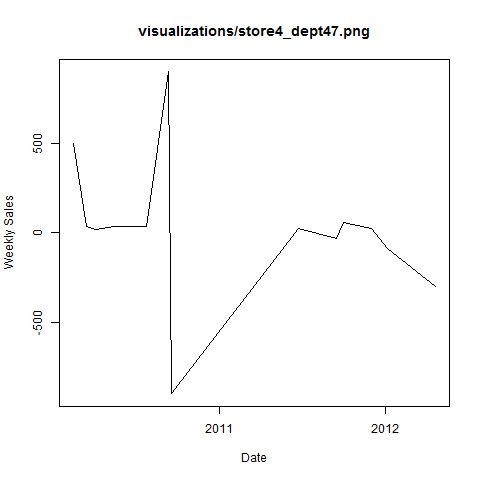 visualizations/store4_dept47.png
Weekly Sales
500
0
-500
2011
2012
Date